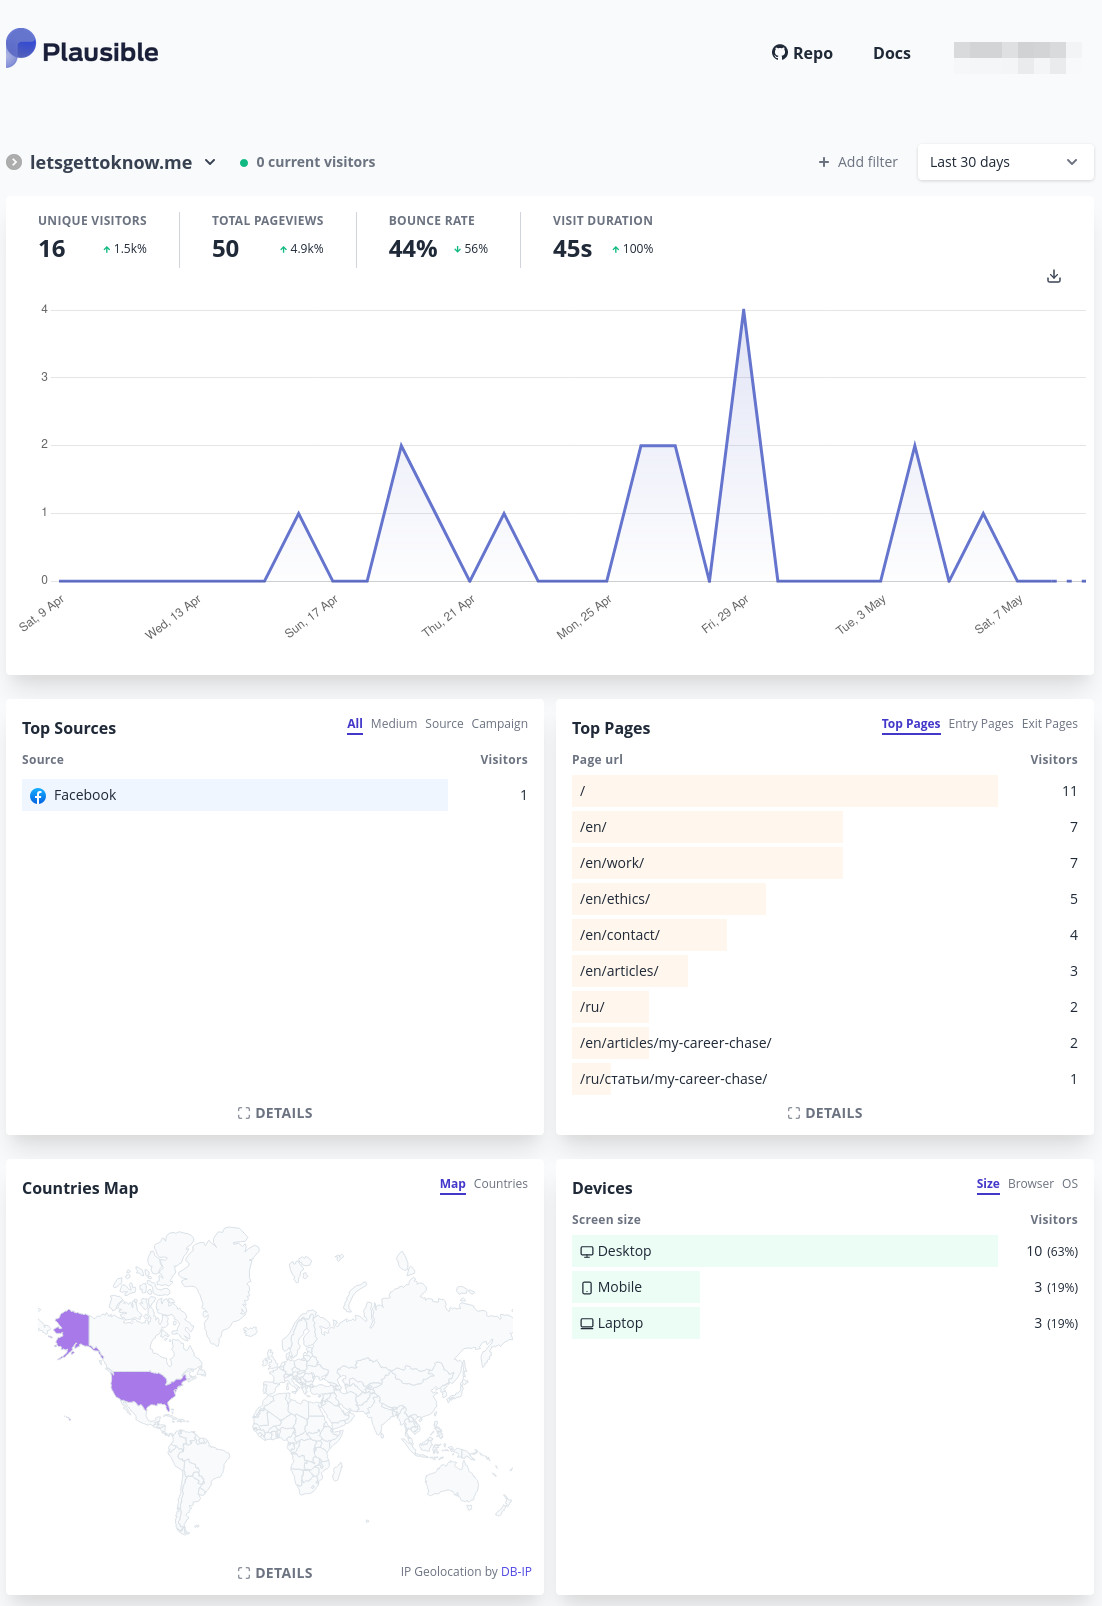 Plausible
Repo Docs
letsgettoknow.me 0 current visitors Add filter Last 30 days
UNIQUE VISITORS TOTAL PAGEVIEWS BOUNCE RATE VISIT DURATION
16 1.5k% 50 4.9k% 44% 56% 45s 100%
4
3
2
1
0
Sat, 9 Apr Wed, 13 Apr Sun, 17 Apr Thu, 21 Apr Mon, 25 Apr Fri, 29 Apr Tue, 3 May Sat, 7 May
Top Sources All Medium Source Campaign
Source Visitors
Facebook 1
DETAILS
Top Pages Top Pages Entry Pages Exit Pages
Page url Visitors
/ 11
/en/ 7
/en/work/ 7
/en/ethics/ 5
/en/contact/ 4
/en/articles/ 3
/ru/ 2
/en/articles/my-career-chase/ 2
/ru/статьи/my-career-chase/ 1
DETAILS
Countries Map Map Countries
DETAILS IP Geolocation by DB-IP
Devices Size Browser OS
Screen size Visitors
Desktop 10 (63%)
Mobile 3 (19%)
Laptop 3 (19%)